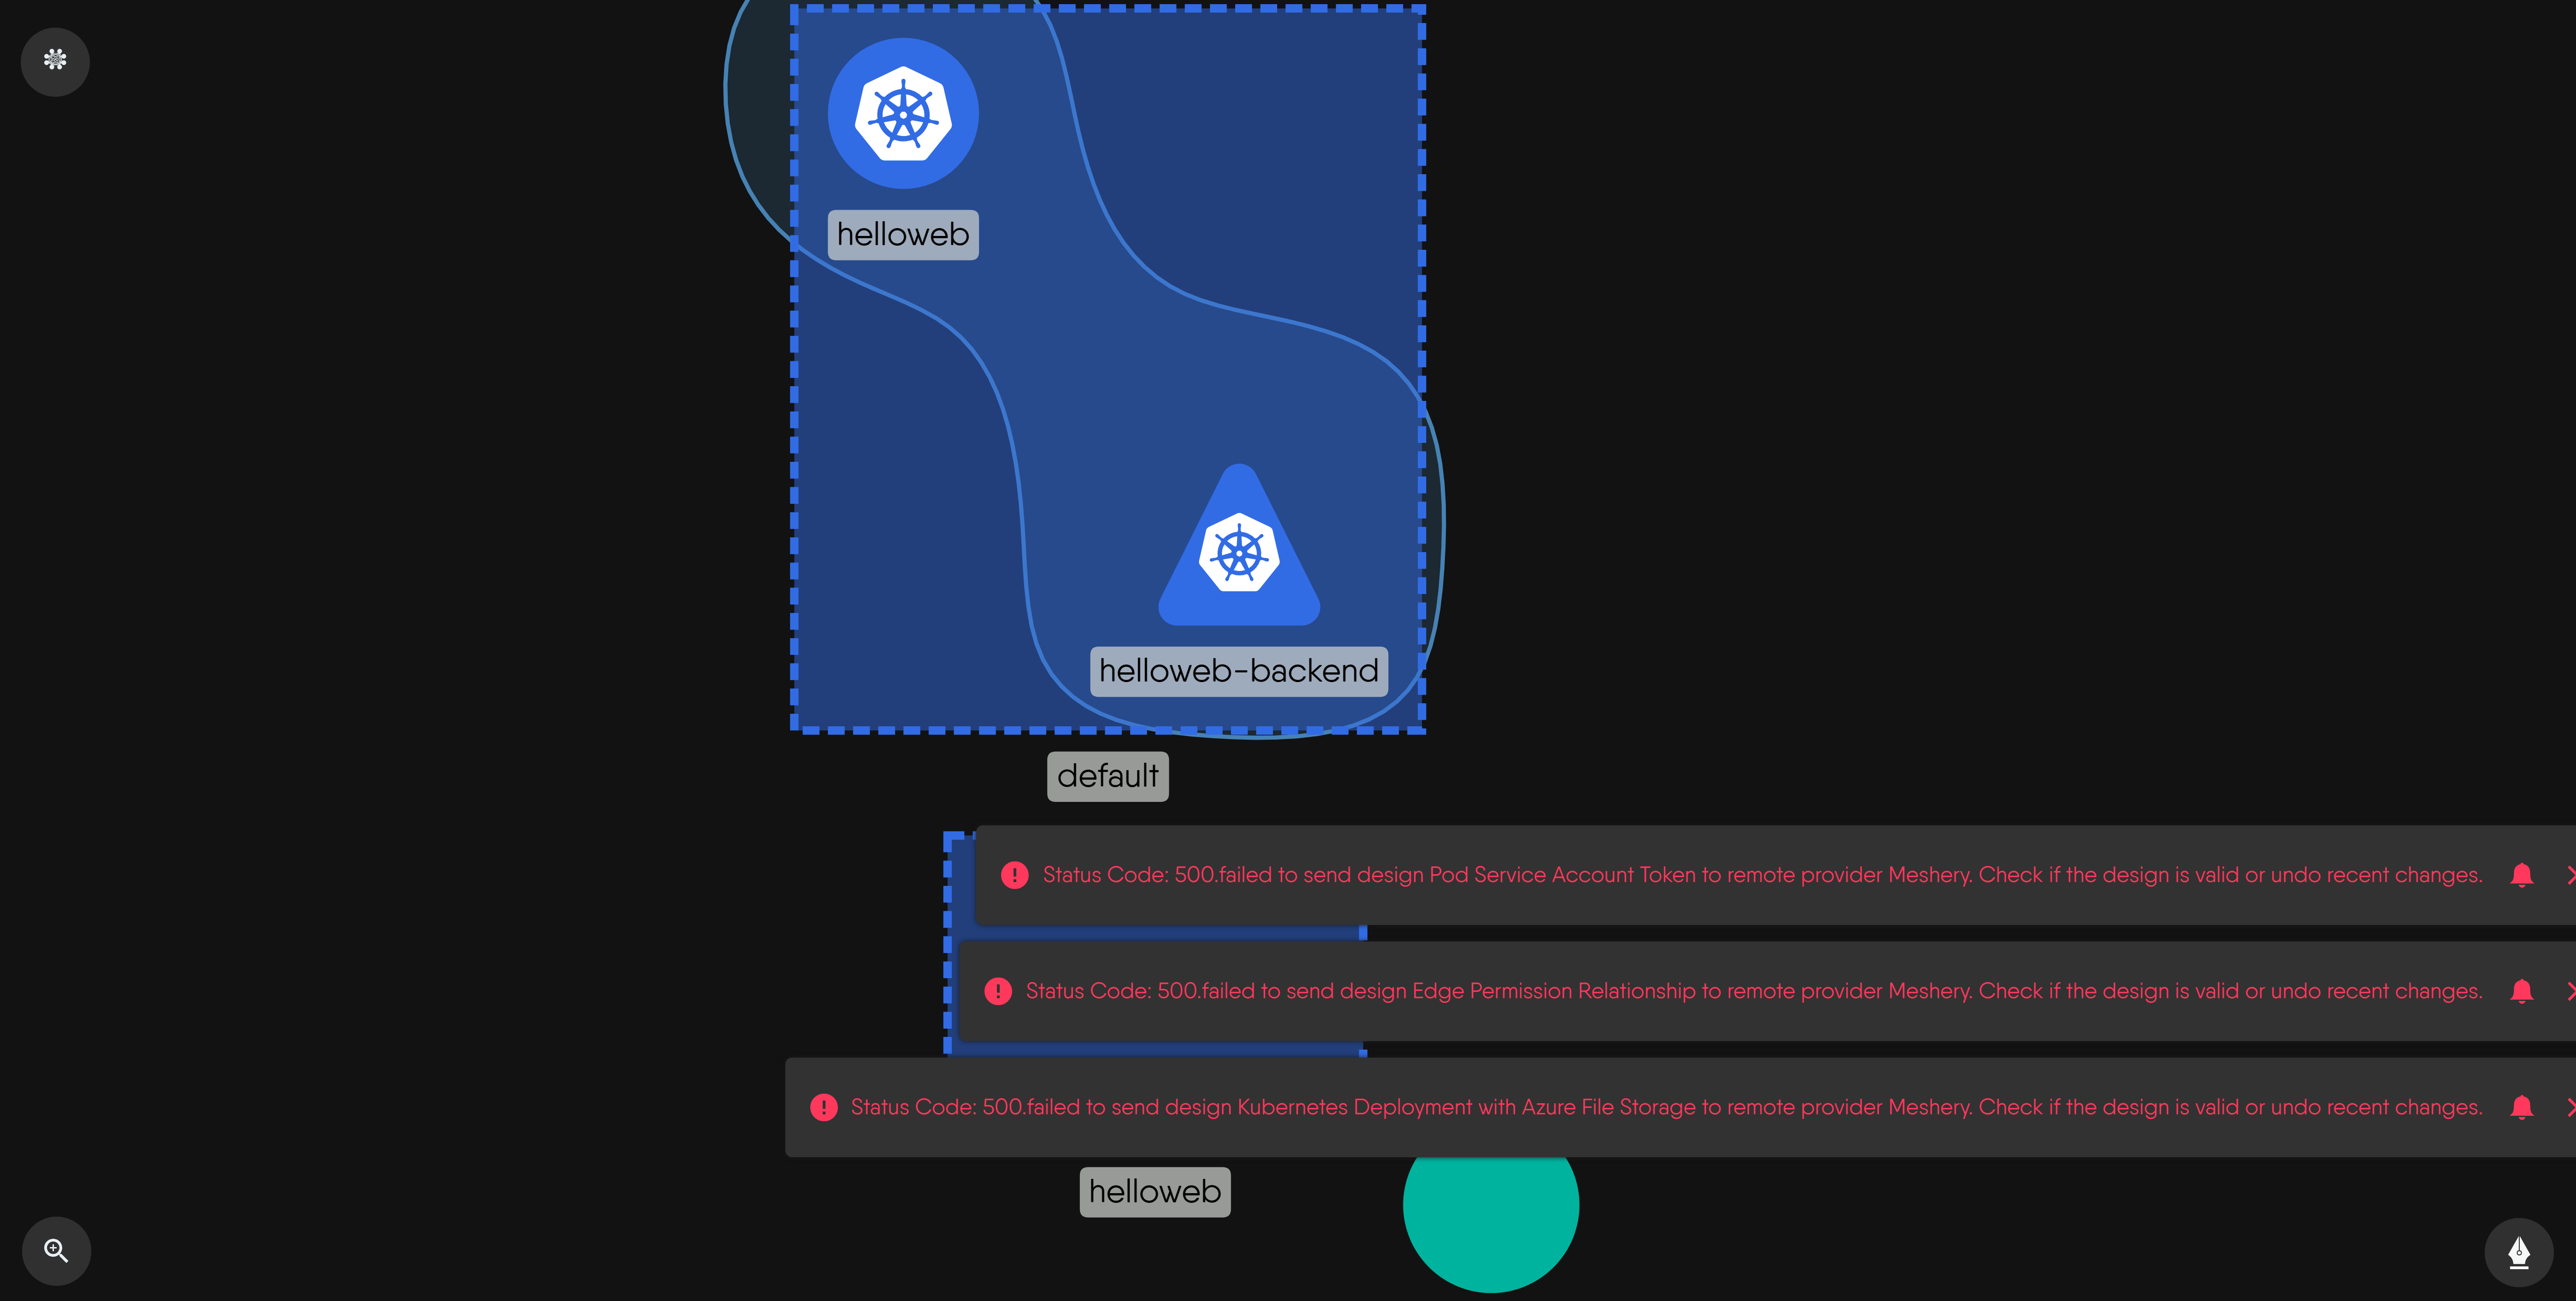 helloweb
helloweb-backend
default
Status Code: 500.failed to send design Pod Service Account Token to remote provider Meshery. Check if the design is valid or undo recent changes.
Status Code: 500.failed to send design Edge Permission Relationship to remote provider Meshery. Check if the design is valid or undo recent changes.
Status Code: 500.failed to send design Kubernetes Deployment with Azure File Storage to remote provider Meshery. Check if the design is valid or undo recent changes.
helloweb